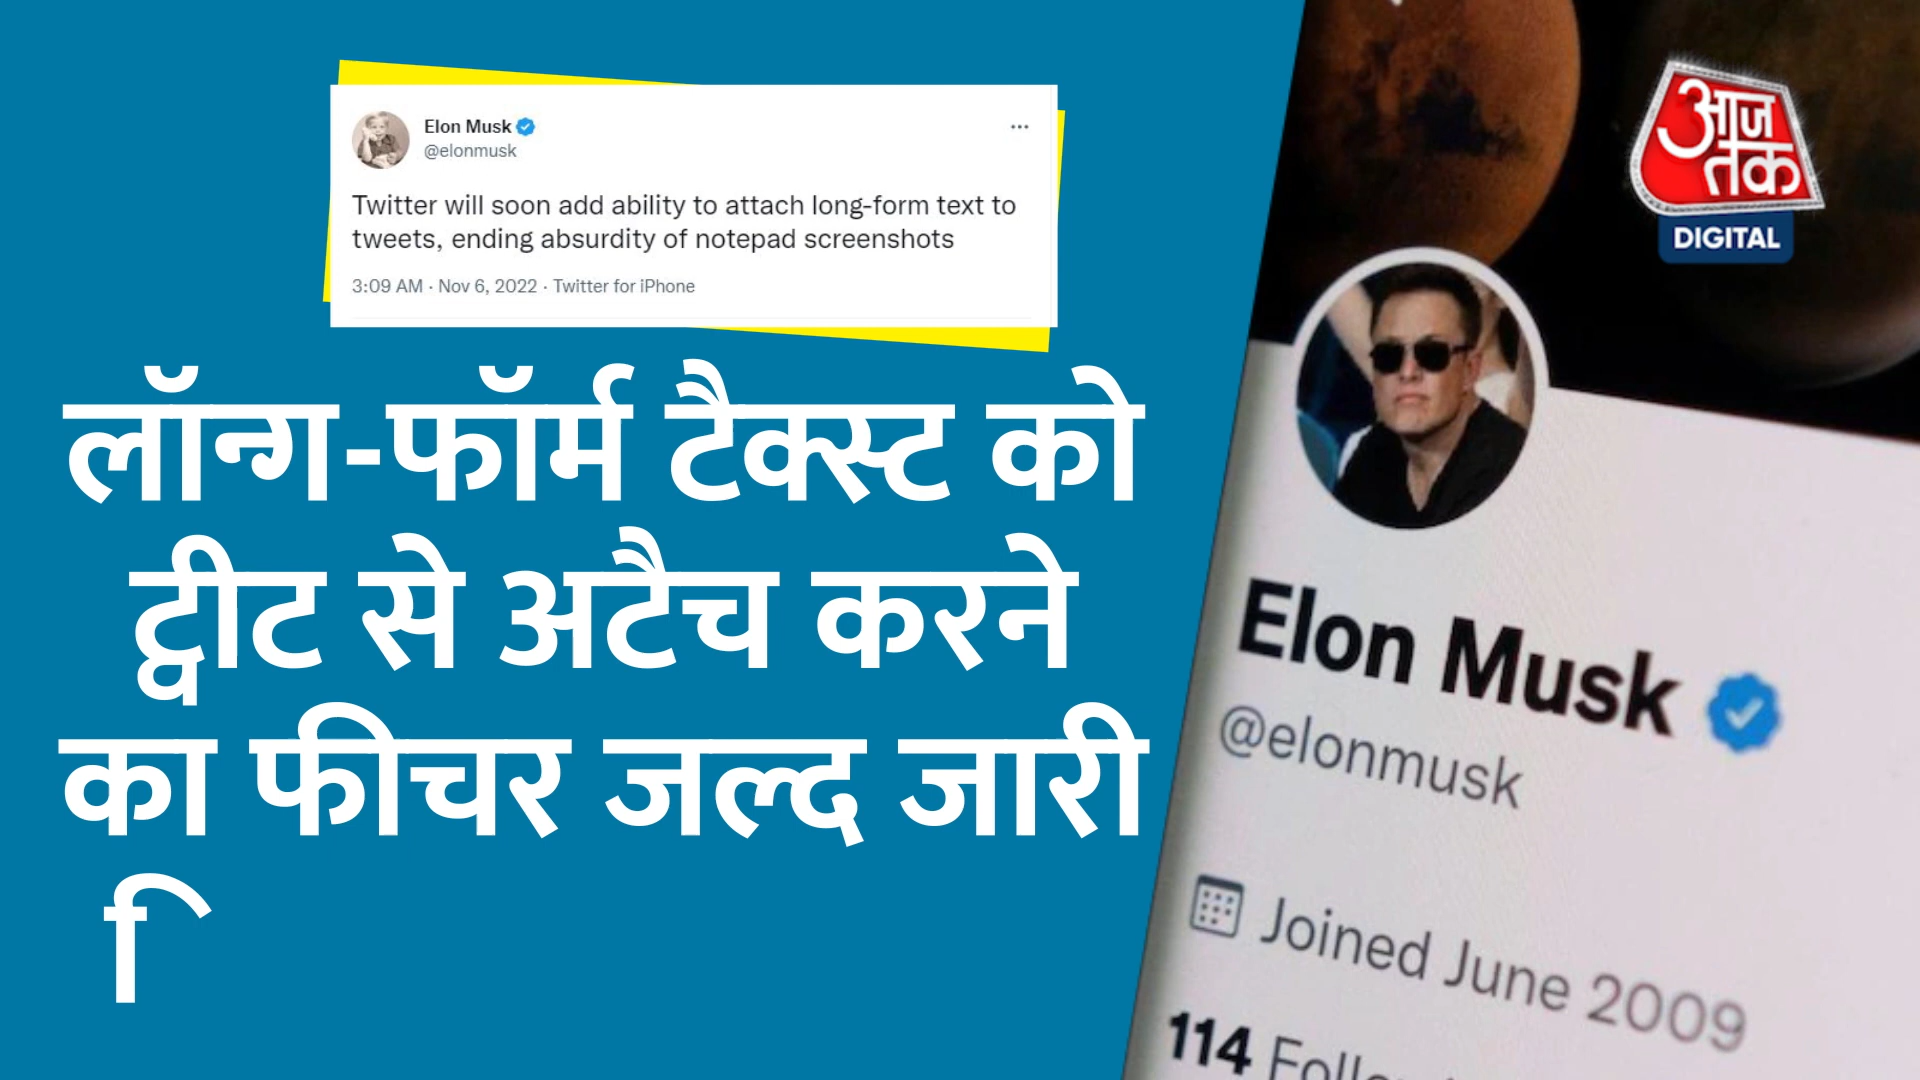 Elon Musk
@elonmusk
Twitter will soon add ability to attach long-form text to
tweets, ending absurdity of notepad screenshots
3:09 AM · Nov 6, 2022 · Twitter for iPhone
लॉन्ग-फॉर्म टैक्स्ट को
ट्वीट से अटैच करने
का फीचर जल्द जारी
ि
आज
तक
DIGITAL
Elon Musk
@elonmusk
Joined June 2009
114